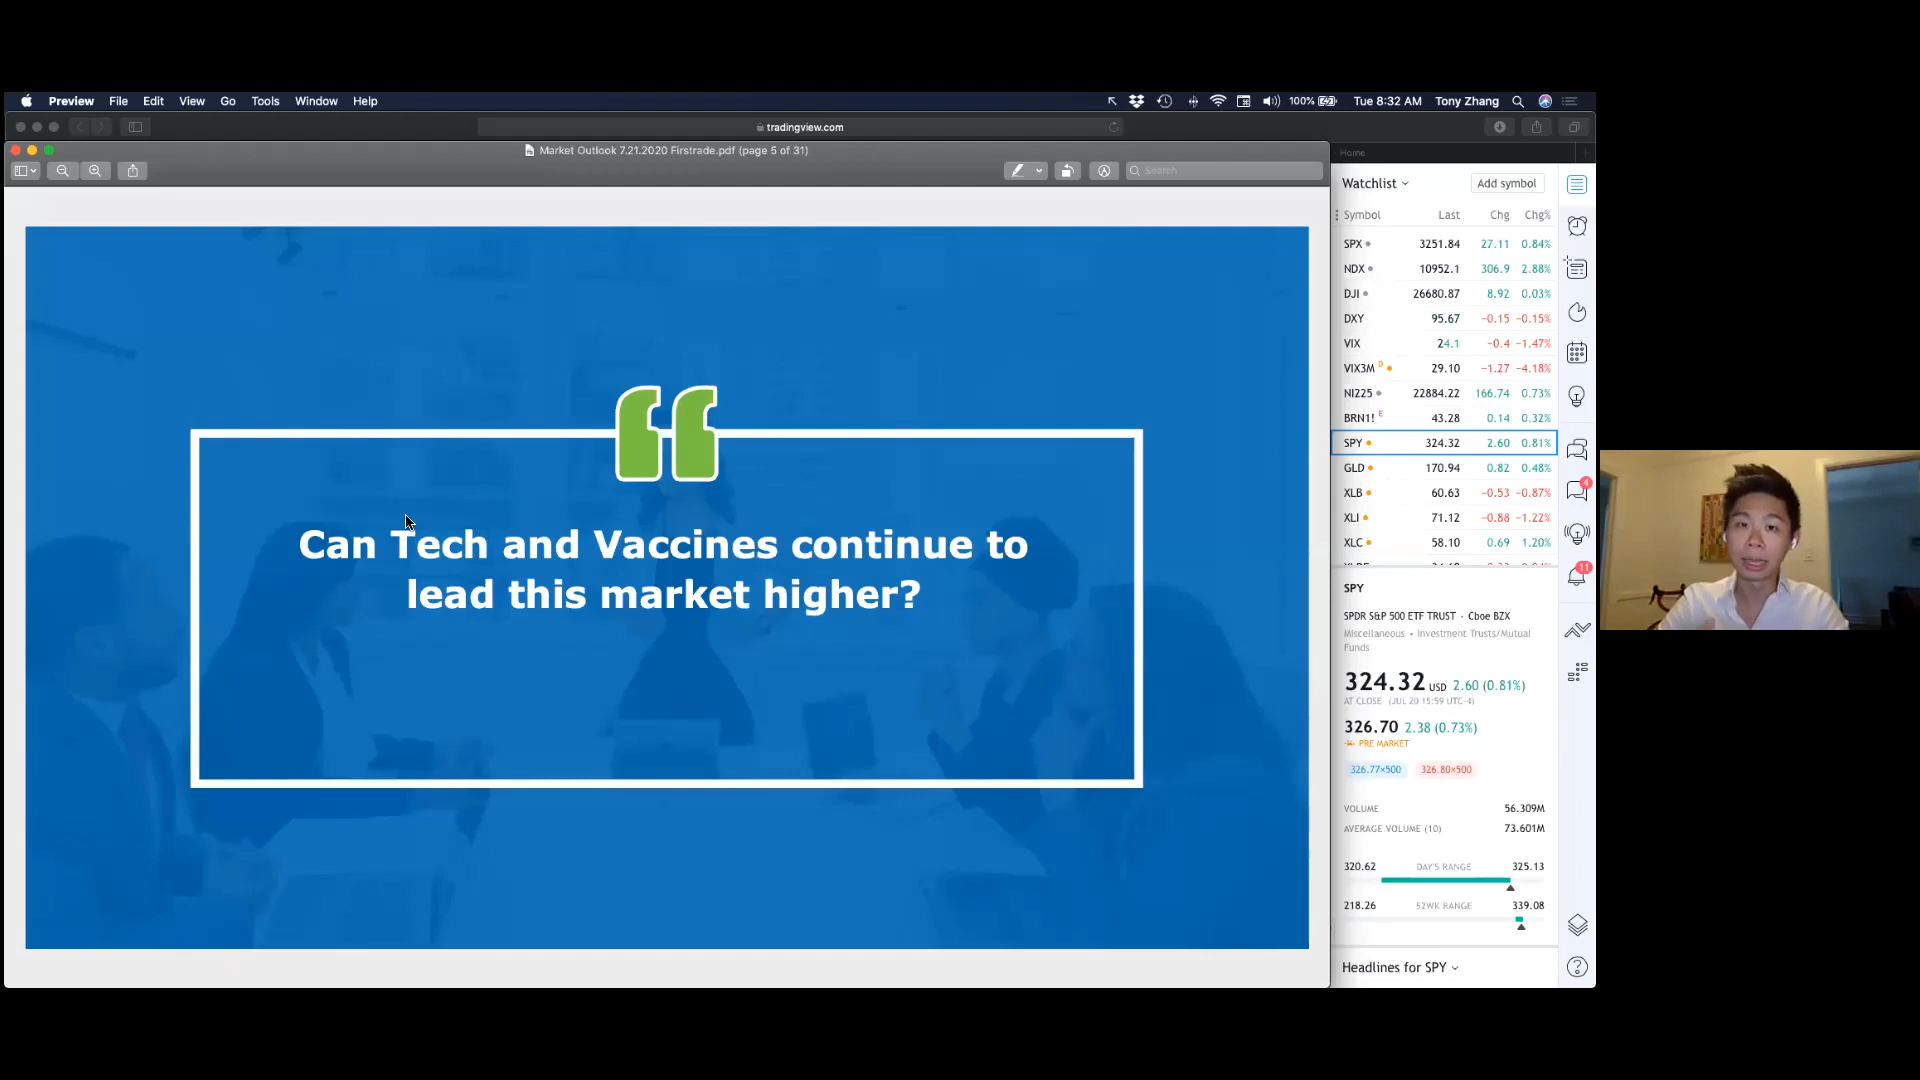 Preview File Edit View Go Tools Window Help
100% Tue 8:32 AM Tony Zhang
tradingview.com
Market Outlook 7.21.2020 Firstrade.pdf (page 5 of 31)
Search
Home
Can Tech and Vaccines continue to
lead this market higher?
Watchlist Add symbol
Symbol Last Chg Chg%
SPX 3251.84 27.11 0.84%
NDX 10952.1 306.9 2.88%
DJI 26680.87 8.92 0.03%
DXY 95.67 −0.15 −0.15%
VIX 24.1 −0.4 −1.47%
VIX3M D 29.10 −1.27 −4.18%
NI225 22884.22 166.74 0.73%
BRN1! E 43.28 0.14 0.32%
SPY 324.32 2.60 0.81%
GLD 170.94 0.82 0.48%
XLB 60.63 −0.53 −0.87%
XLI 71.12 −0.88 −1.22%
XLC 58.10 0.69 1.20%
SPY
SPDR S&P 500 ETF TRUST • Cboe BZX
Miscellaneous • Investment Trusts/Mutual
Funds
324.32 USD 2.60 (0.81%)
AT CLOSE (JUL 20 15:59 UTC-4)
326.70 2.38 (0.73%)
PRE MARKET
326.77×500 326.80×500
VOLUME 56.309M
AVERAGE VOLUME (10) 73.601M
320.62 DAY'S RANGE 325.13
218.26 52WK RANGE 339.08
Headlines for SPY
4
11